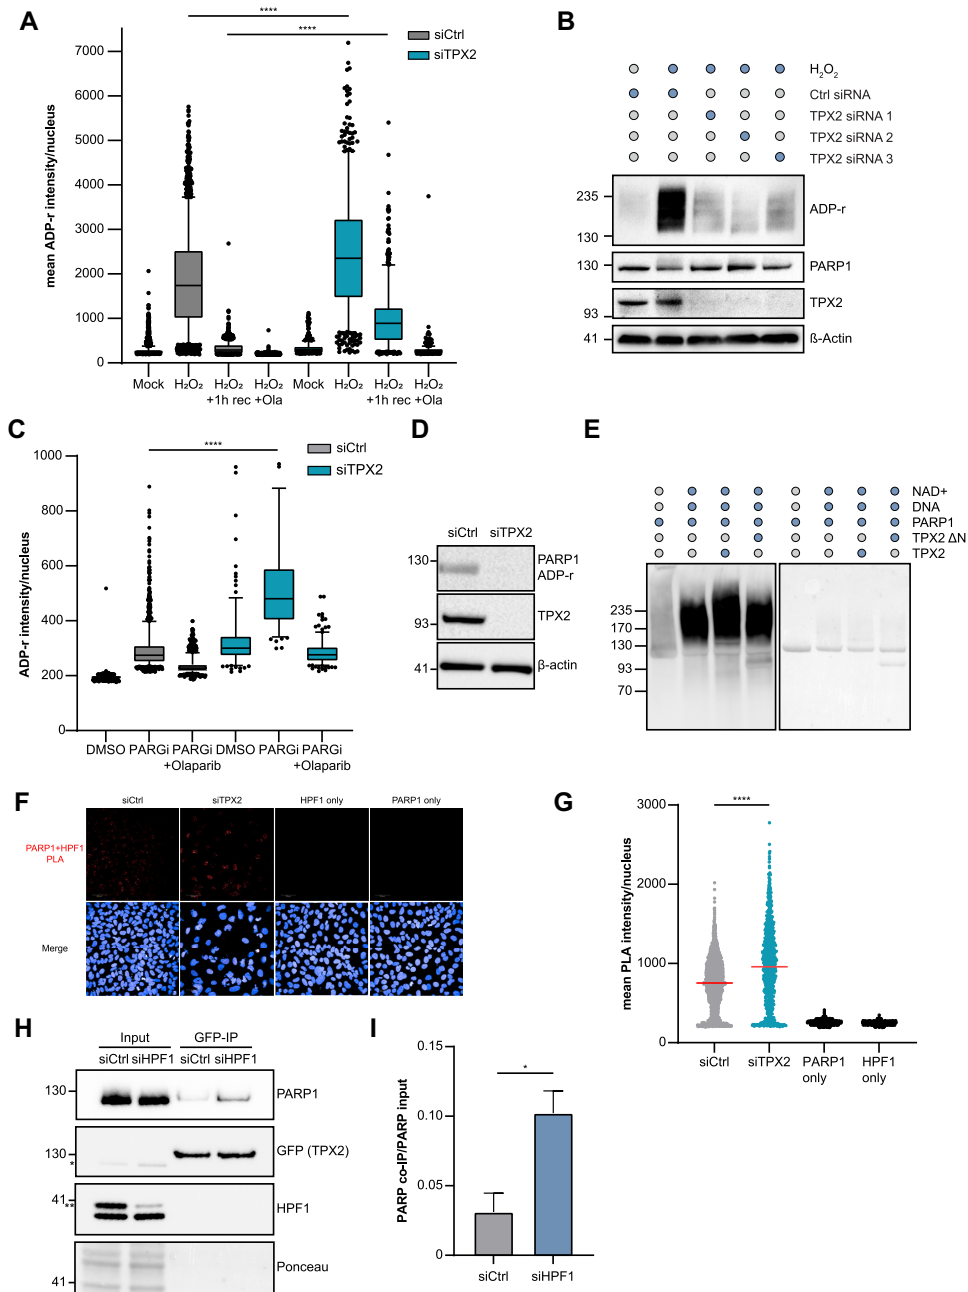 A
mean ADP-r intensity/nucleus
7000
6000
5000
4000
3000
2000
1000
0
****
****
siCtrl
siTPX2
Mock H₂O₂ H₂O₂ H₂O₂ Mock H₂O₂ H₂O₂ H₂O₂
+1h rec +Ola +1h rec +Ola
B
H₂O₂
Ctrl siRNA
TPX2 siRNA 1
TPX2 siRNA 2
TPX2 siRNA 3
235
130
ADP-r
130
PARP1
93
TPX2
41
ß-Actin
C
ADP-r intensity/nucleus
1000
800
600
400
200
0
****
siCtrl
siTPX2
DMSO PARGi PARGi DMSO PARGi PARGi
+Olaparib +Olaparib
D
siCtrl siTPX2
130
PARP1
ADP-r
93
TPX2
41
β-actin
E
NAD+
DNA
PARP1
TPX2 ΔN
TPX2
235
170
130
93
70
F
siCtrl siTPX2 HPF1 only PARP1 only
PARP1+HPF1
PLA
Merge
G
mean PLA intensity/nucleus
3000
2000
1000
0
****
siCtrl siTPX2 PARP1 HPF1
only only
H
Input GFP-IP
siCtrl siHPF1 siCtrl siHPF1
130
PARP1
130
*
GFP (TPX2)
41
**
HPF1
41
Ponceau
I
PARP co-IP/PARP input
0.15
0.10
0.05
0
*
siCtrl siHPF1